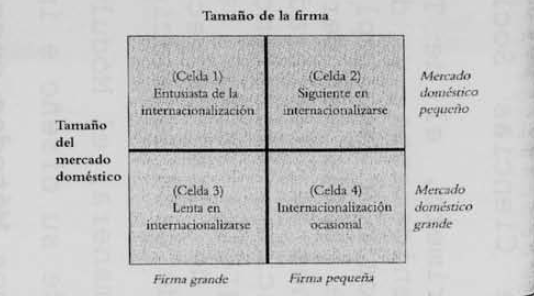 Tamaño de la firma
(Celda 1)
Entusiasta de la
internacionalización
(Celda 2)
Siguiente en
internacionalizarse
Mercado
doméstico
pequeño
Tamaño
del
mercado
doméstico
(Celda 3)
Lenta en
internacionalizarse
(Celda 4)
Internacionalización
ocasional
Mercado
doméstico
grande
Firma grande
Firma pequeña